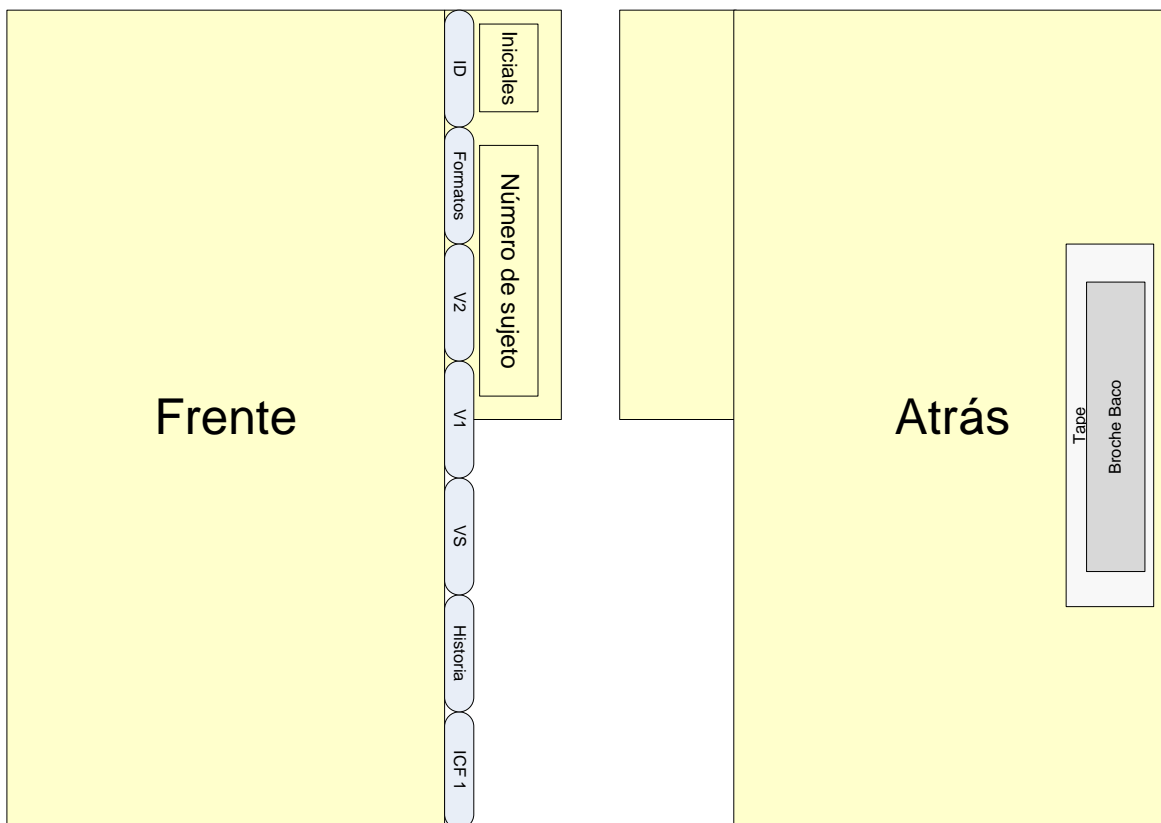 Frente
ID
Formatos
V2
V1
VS
Historia
ICF 1
Iniciales
Número de sujeto
Atrás
Tape
Broche Baco